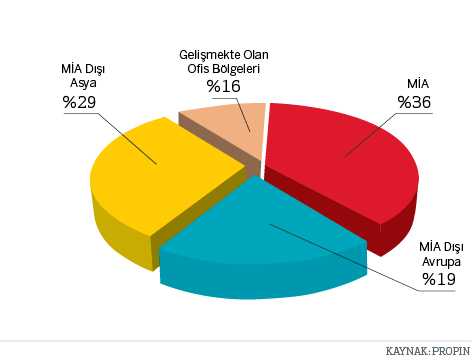 Gelişmekte Olan
Ofis Bölgeleri
%16
MİA Dışı
Asya
%29
MİA
%36
MİA Dışı
Avrupa
%19
KAYNAK: PROPIN